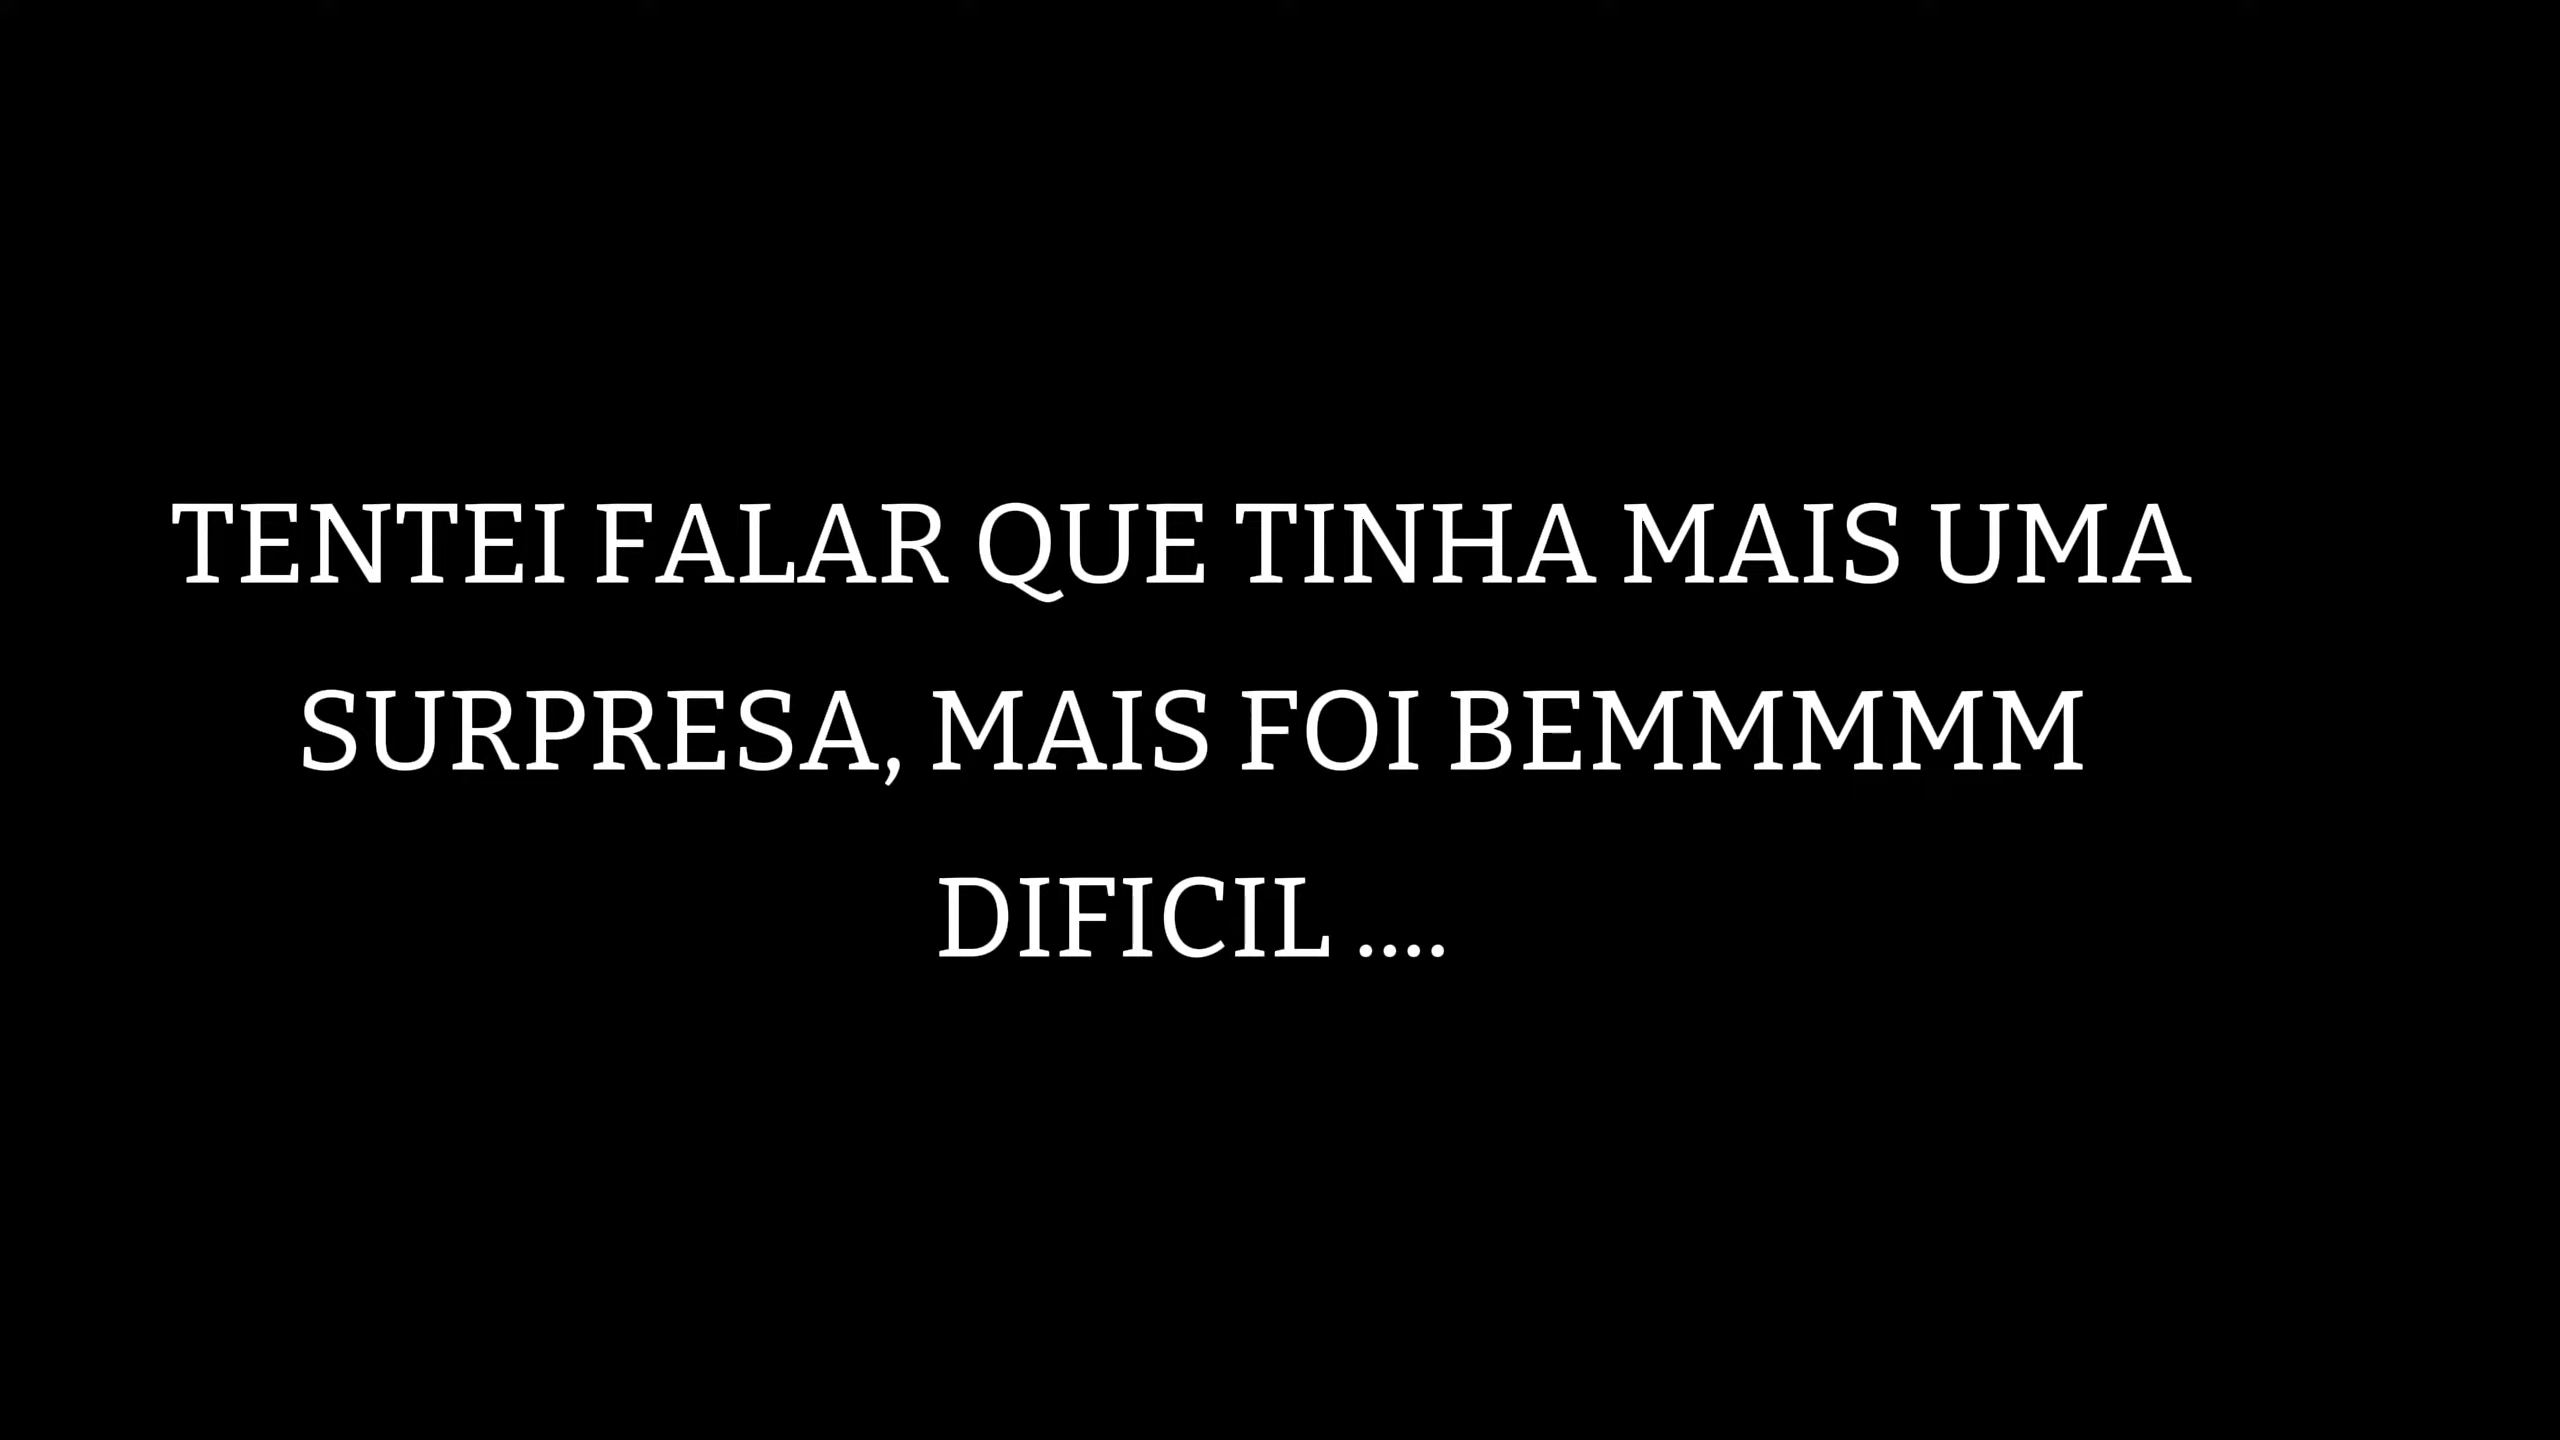 TENTEI FALAR QUE TINHA MAIS UMA
SURPRESA, MAIS FOI BEMMMMM
DIFICIL ....